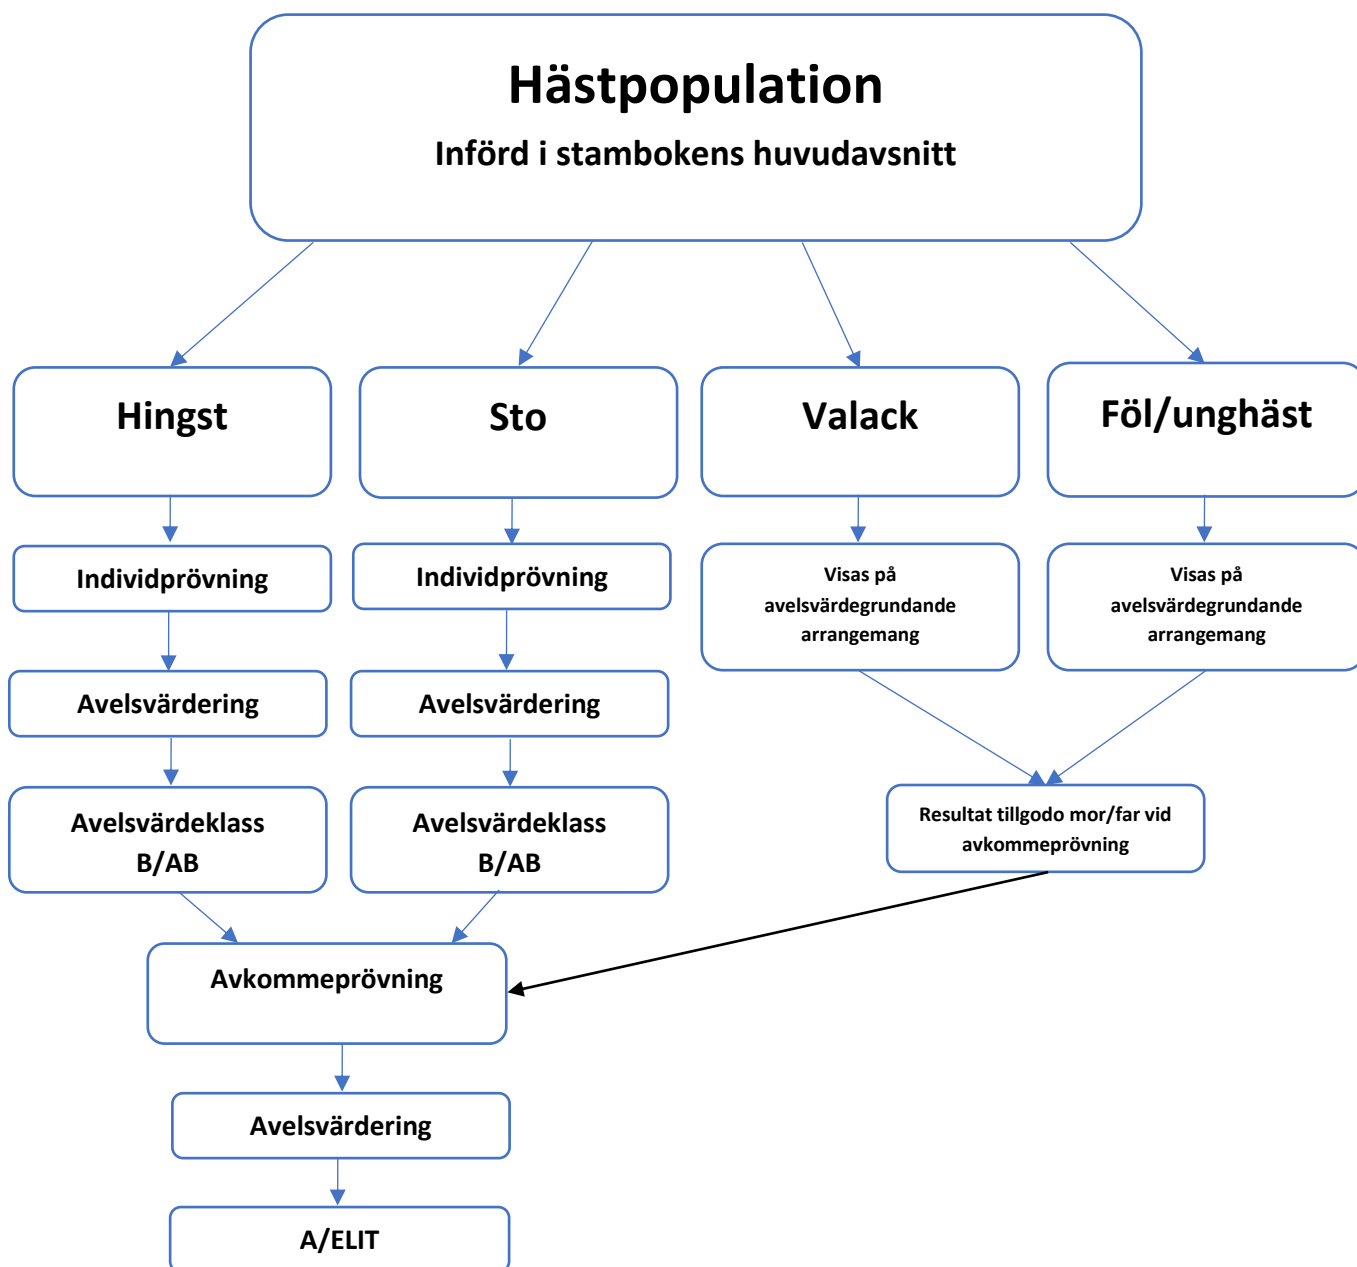 Hästpopulation
Införd i stambokens huvudavsnitt
Hingst
Sto
Valack
Föl/unghäst
Individprövning
Individprövning
Visas på
avelsvärdegrundande
arrangemang
Visas på
avelsvärdegrundande
arrangemang
Avelsvärdering
Avelsvärdering
Avelsvärdeklass
B/AB
Avelsvärdeklass
B/AB
Resultat tillgodo mor/far vid
avkommeprövning
Avkommeprövning
Avelsvärdering
A/ELIT